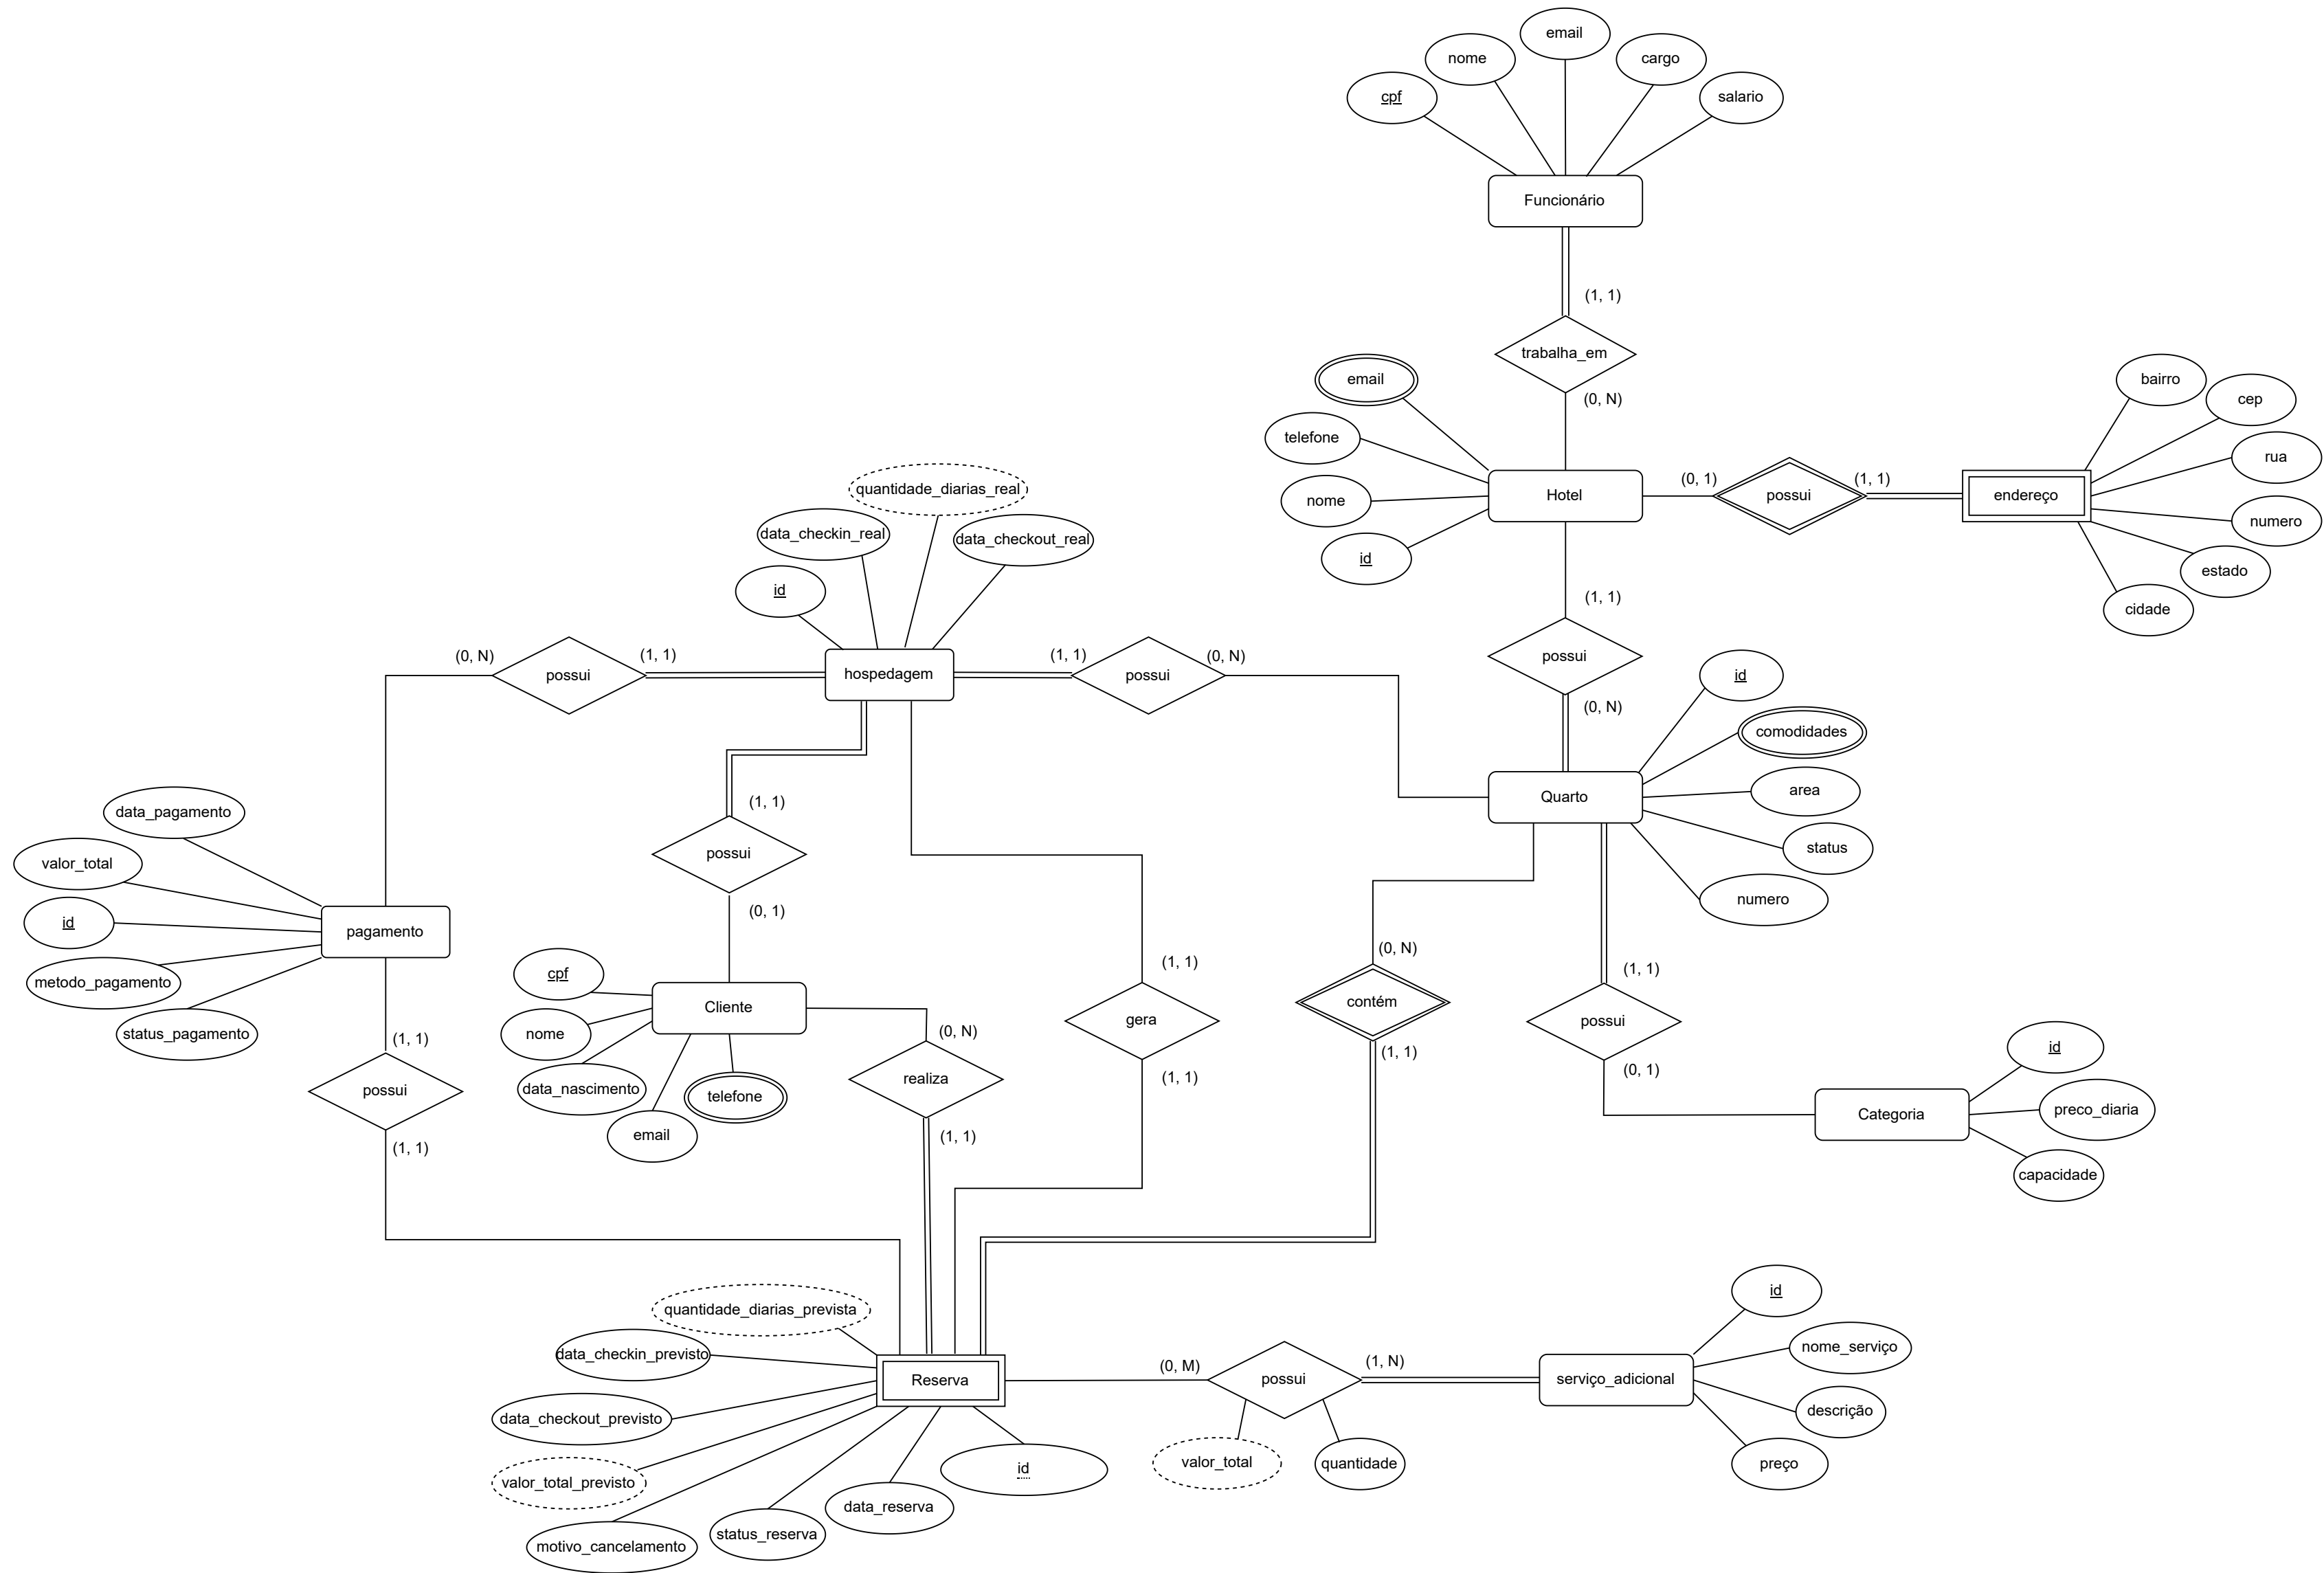 email
nome
cargo
cpf
salario
Funcionário
(1, 1)
trabalha_em
(0, N)
email
telefone
nome
id
Hotel
(0, 1)
possui
(1, 1)
endereço
bairro
cep
rua
numero
estado
cidade
(1, 1)
possui
(0, N)
quantidade_diarias_real
data_checkin_real
data_checkout_real
id
hospedagem
(0, N)
possui
(1, 1)
(1, 1)
possui
(0, N)
id
comodidades
Quarto
area
status
numero
(1, 1)
possui
(0, 1)
data_pagamento
valor_total
id
metodo_pagamento
status_pagamento
pagamento
(1, 1)
possui
(1, 1)
cpf
nome
data_nascimento
email
telefone
Cliente
(0, N)
realiza
(1, 1)
(1, 1)
gera
(1, 1)
(0, N)
contém
(1, 1)
(1, 1)
possui
(0, 1)
Categoria
id
preco_diaria
capacidade
quantidade_diarias_prevista
data_checkin_previsto
data_checkout_previsto
valor_total_previsto
motivo_cancelamento
status_reserva
data_reserva
id
Reserva
(0, M)
possui
(1, N)
valor_total
quantidade
serviço_adicional
id
nome_serviço
descrição
preço